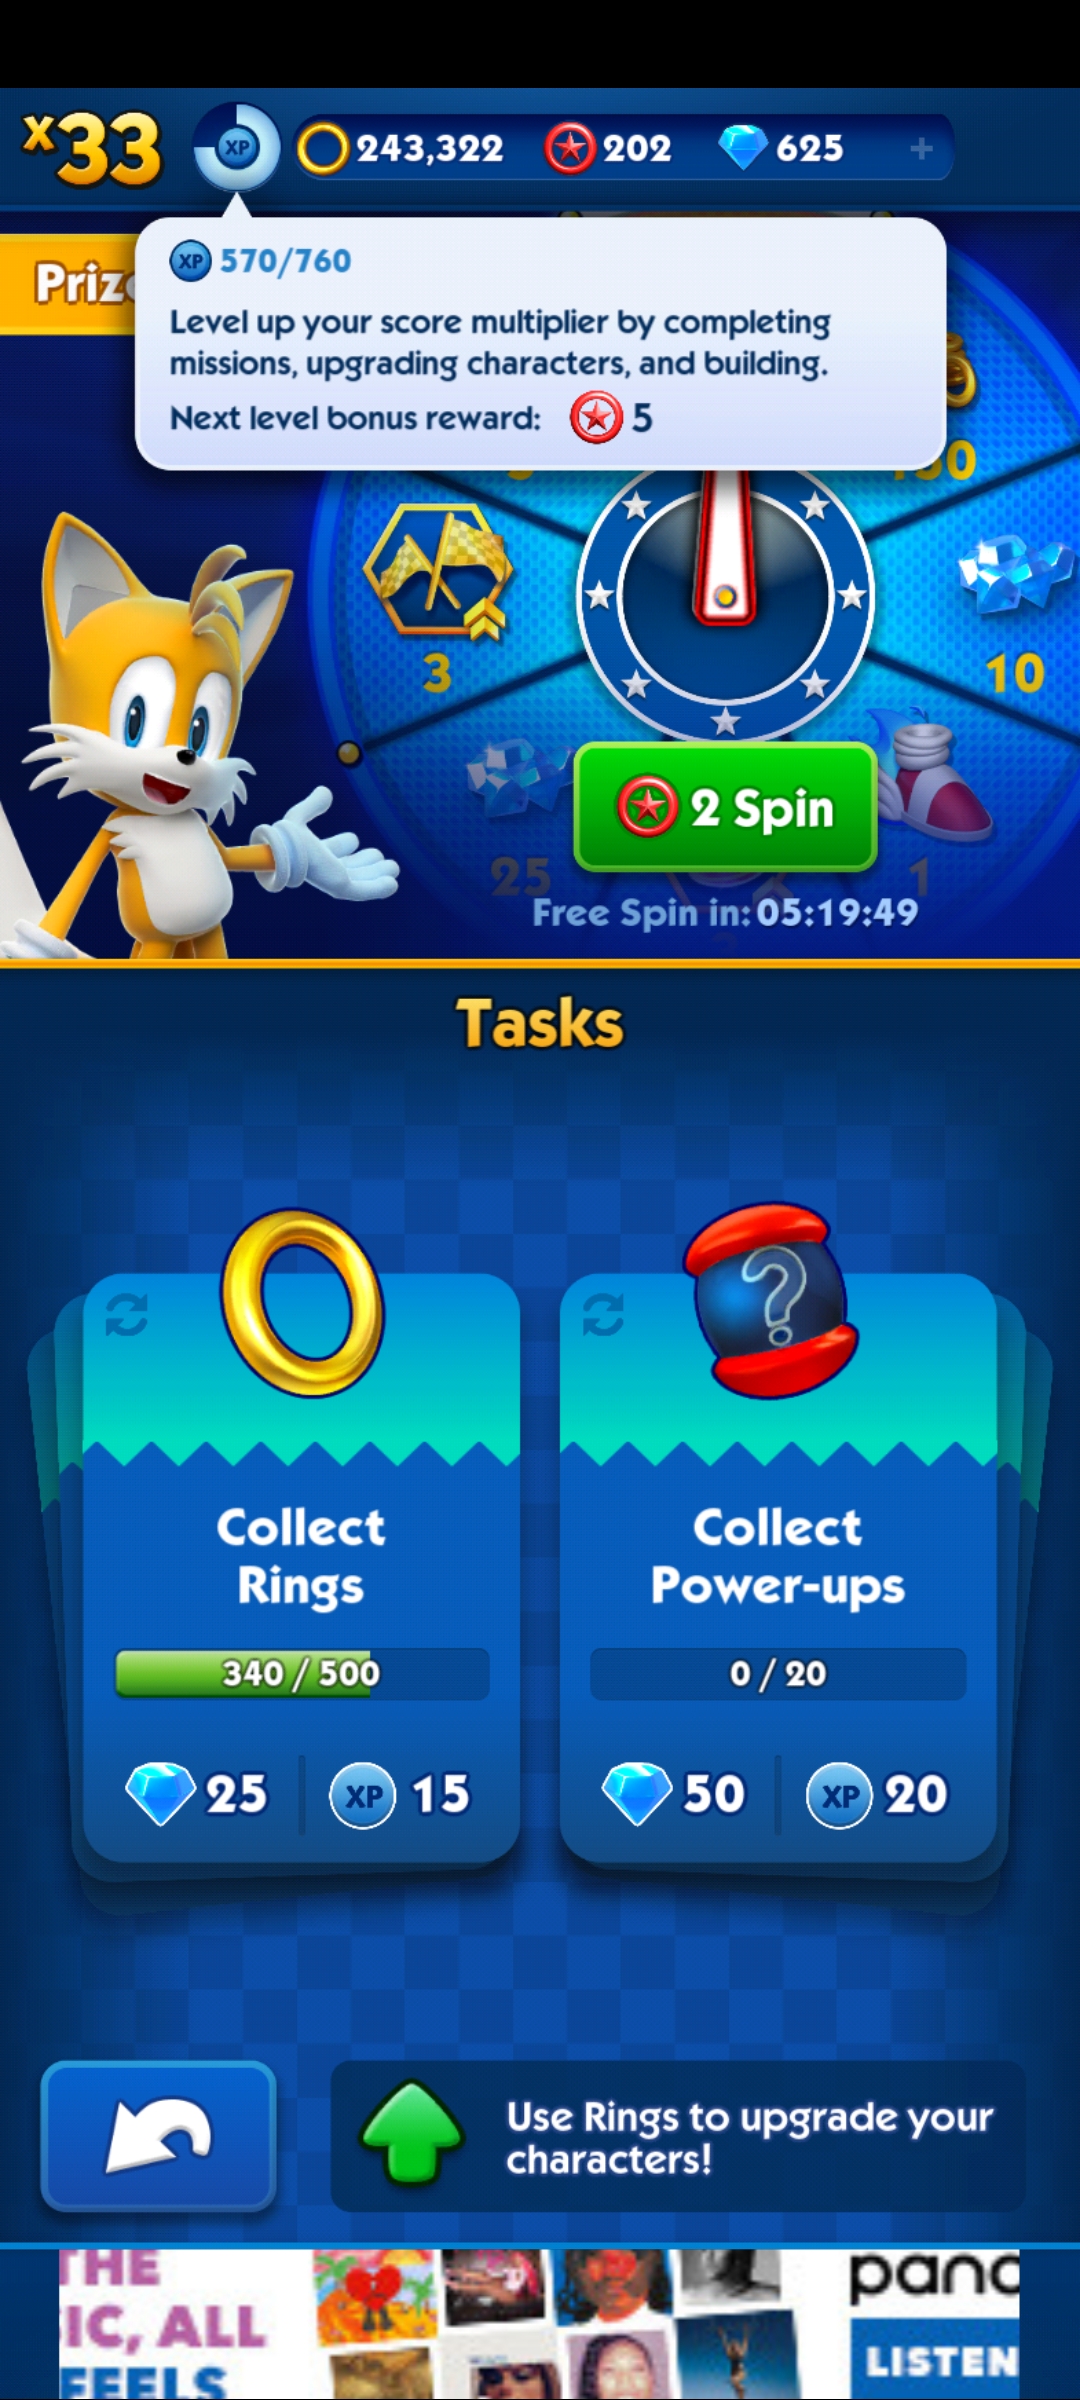 x33
XP
243,322
202
625
+
XP 570/760
Level up your score multiplier by completing
missions, upgrading characters, and building.
Next level bonus reward: 5
3
10
2 Spin
25
1
Free Spin in: 05:19:49
Tasks
Collect
Rings
340 / 500
25
XP 15
?
Collect
Power-ups
0 / 20
50
XP 20
Use Rings to upgrade your
characters!
THE
IC, ALL
FEELS
LISTEN